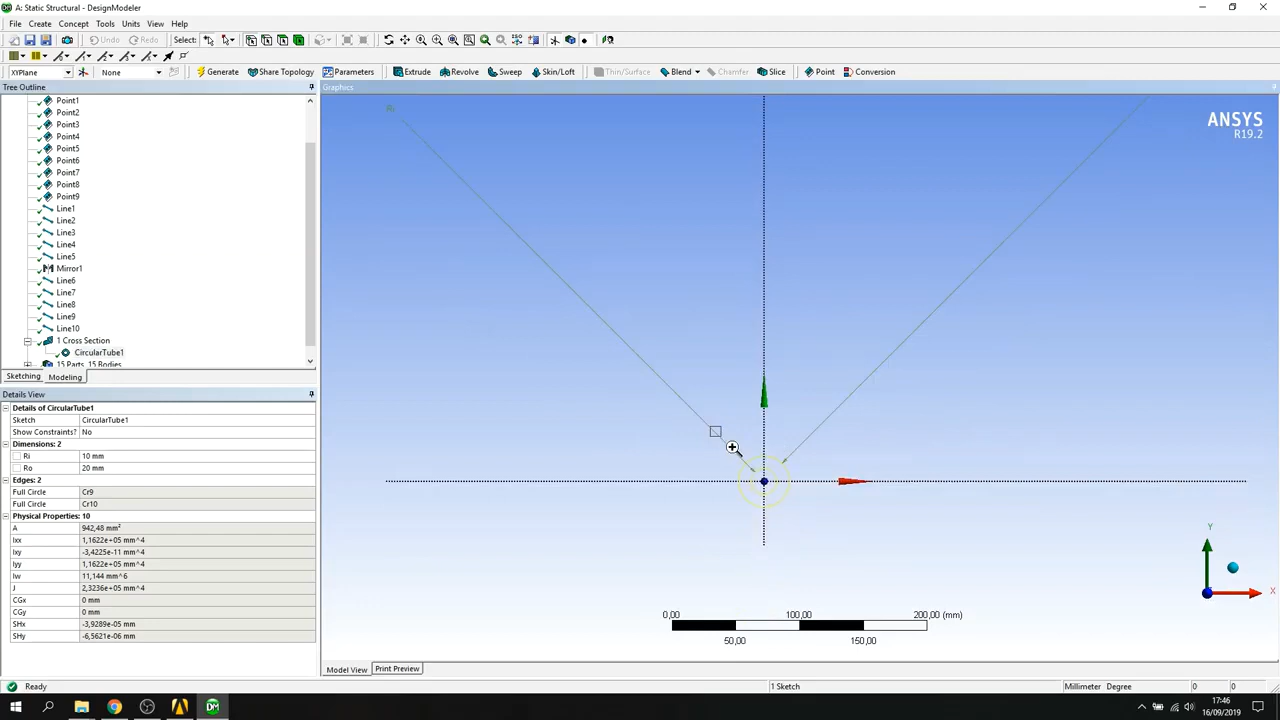 A: Static Structural - DesignModeler
File Create Concept Tools Units View Help
Undo Redo Select:
XYPlane None Generate Share Topology Parameters Extrude Revolve Sweep Skin/Loft Thin/Surface Blend Chamfer Slice Point Conversion
Tree Outline
Point1
Point2
Point3
Point4
Point5
Point6
Point7
Point8
Point9
Line1
Line2
Line3
Line4
Line5
Mirror1
Line6
Line7
Line8
Line9
Line10
1 Cross Section
CircularTube1
15 Parts, 15 Bodies
Sketching Modeling
Details View
Details of CircularTube1
Sketch CircularTube1
Show Constraints? No
Dimensions: 2
Ri 10 mm
Ro 20 mm
Edges: 2
Full Circle Cr9
Full Circle Cr10
Physical Properties: 10
A 942,48 mm²
Ixx 1,1622e+05 mm^4
Ixy -3,4225e-11 mm^4
Iyy 1,1622e+05 mm^4
Iw 11,144 mm^6
J 2,3236e+05 mm^4
CGx 0 mm
CGy 0 mm
SHx -3,9289e-05 mm
SHy -6,5621e-06 mm
Graphics
Ri
ANSYS
R19.2
Y
X
0,00 100,00 200,00 (mm)
50,00 150,00
Model View Print Preview
Ready 1 Sketch Millimeter Degree 0 0
17:46
16/09/2019